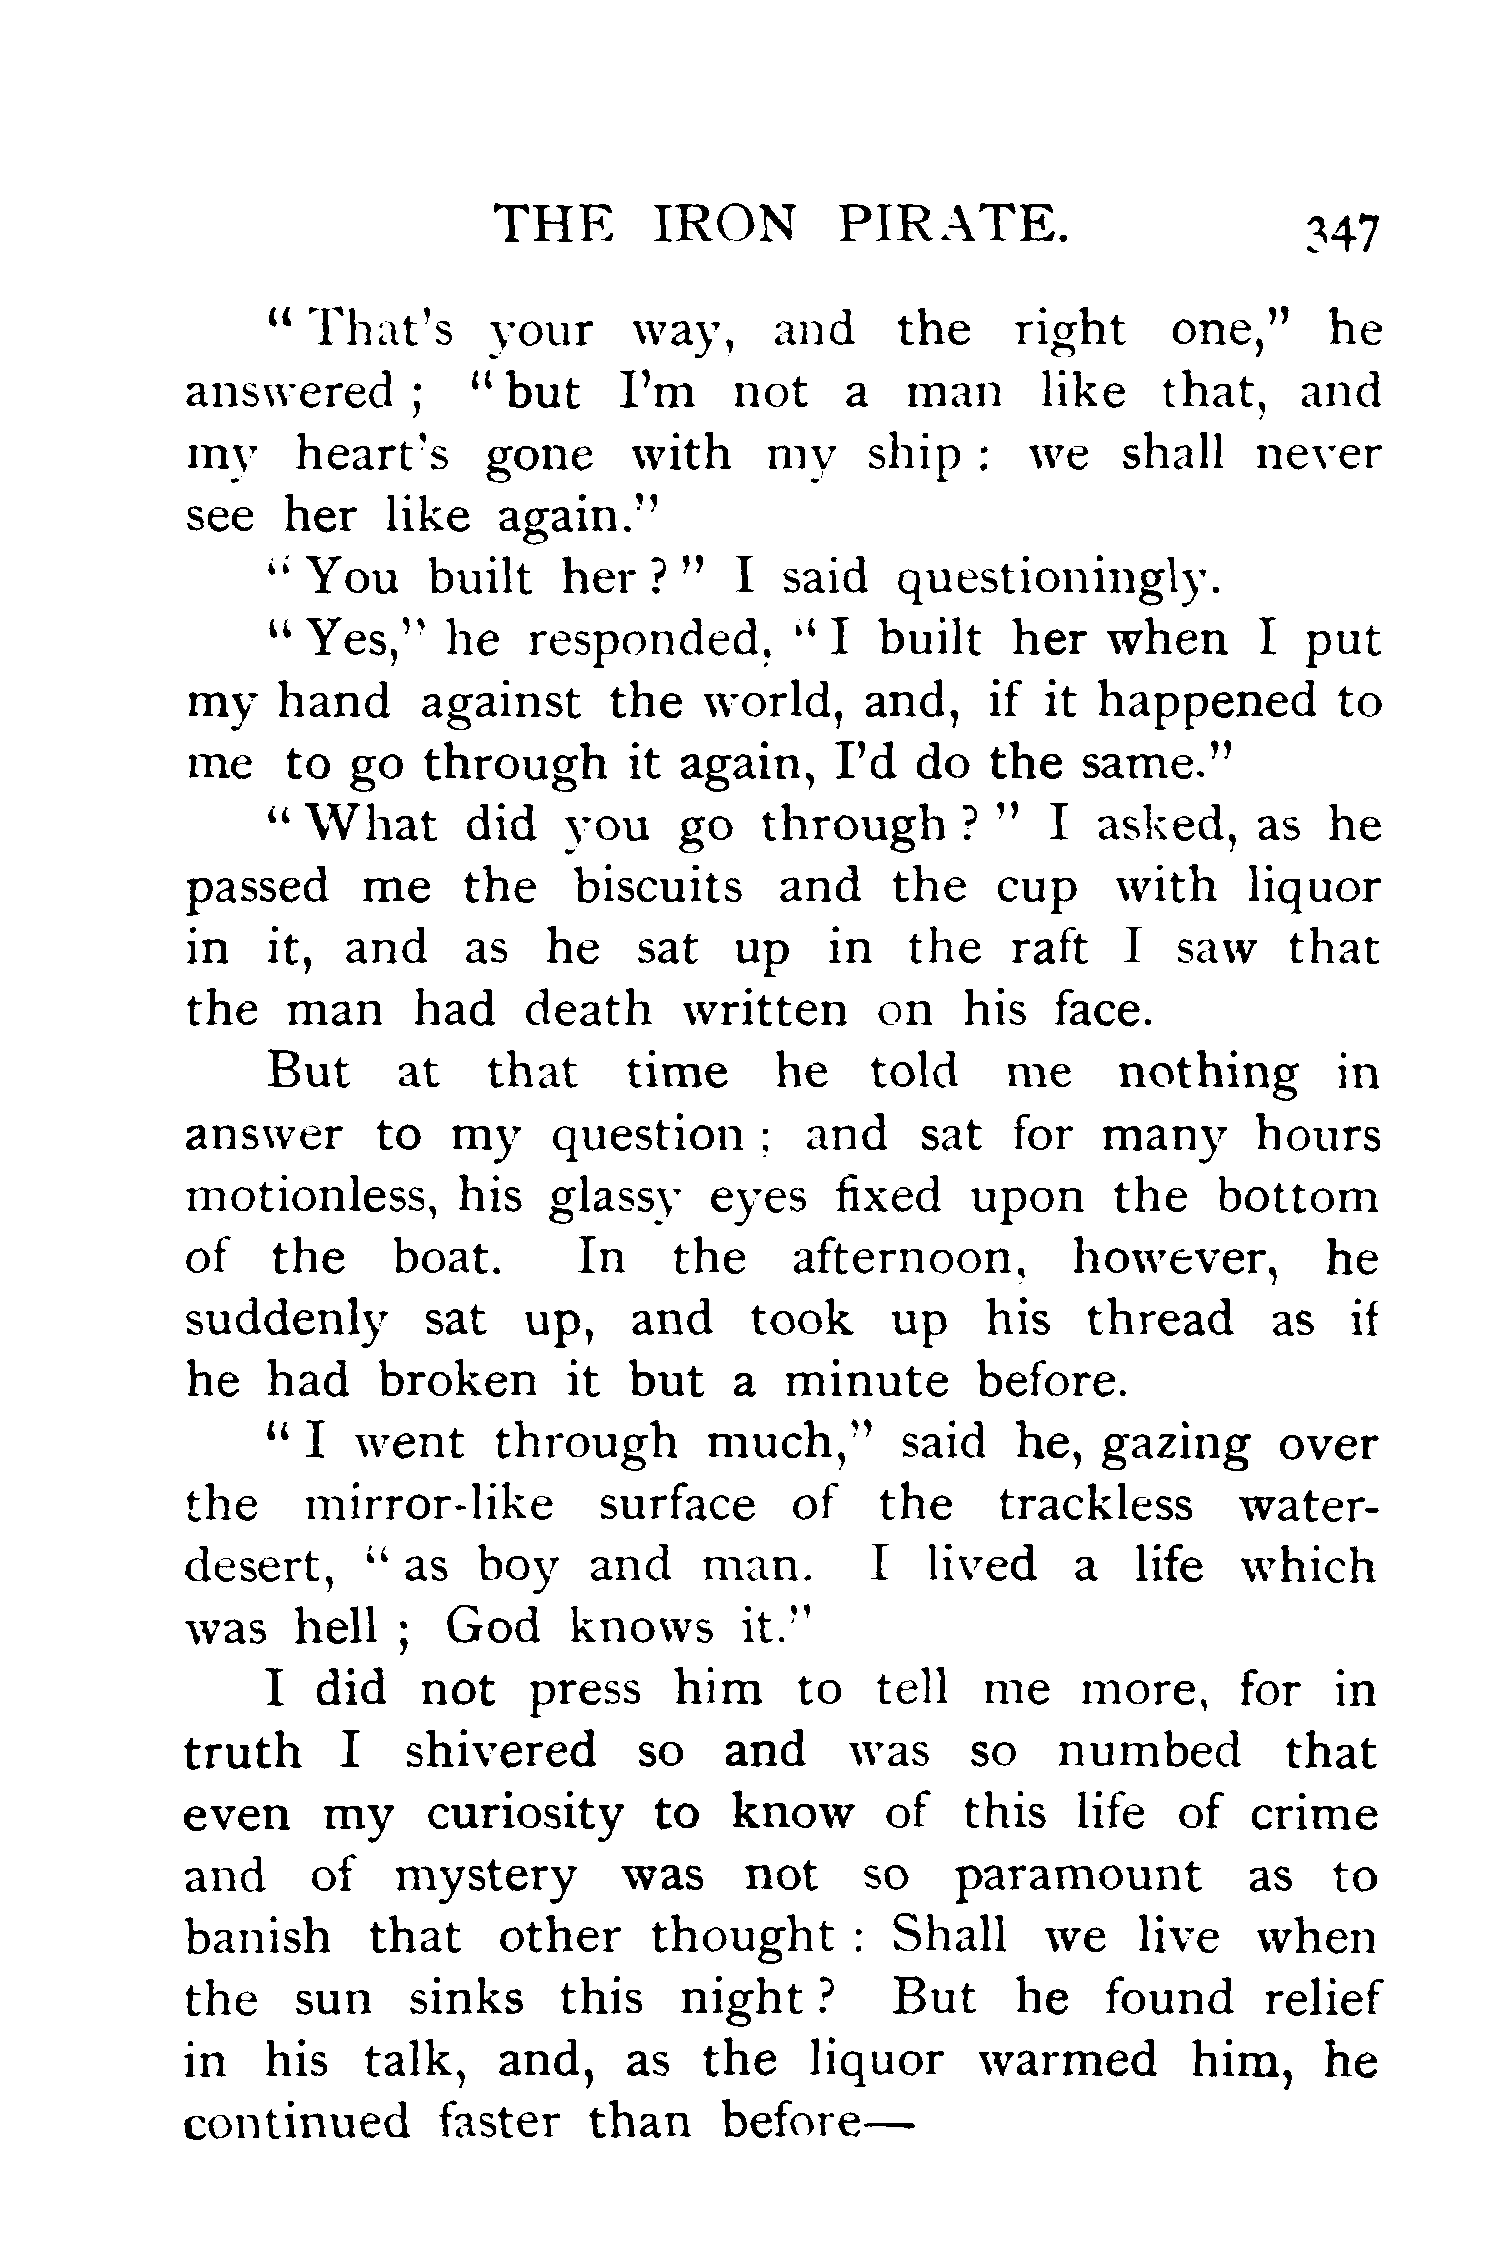 THE IRON PIRATE. 347
“ That’s your way, and the right one,” he
answered ; “ but I’m not a man like that, and
my heart’s gone with my ship : we shall never
see her like again.”
“ You built her ? ” I said questioningly.
“ Yes,” he responded, “ I built her when I put
my hand against the world, and, if it happened to
me to go through it again, I’d do the same.”
“ What did you go through ? ” I asked, as he
passed me the biscuits and the cup with liquor
in it, and as he sat up in the raft I saw that
the man had death written on his face.
But at that time he told me nothing in
answer to my question ; and sat for many hours
motionless, his glassy eyes fixed upon the bottom
of the boat. In the afternoon, however, he
suddenly sat up, and took up his thread as if
he had broken it but a minute before.
“ I went through much,” said he, gazing over
the mirror-like surface of the trackless water-
desert, “ as boy and man. I lived a life which
was hell ; God knows it.”
I did not press him to tell me more, for in
truth I shivered so and was so numbed that
even my curiosity to know of this life of crime
and of mystery was not so paramount as to
banish that other thought : Shall we live when
the sun sinks this night ? But he found relief
in his talk, and, as the liquor warmed him, he
continued faster than before—